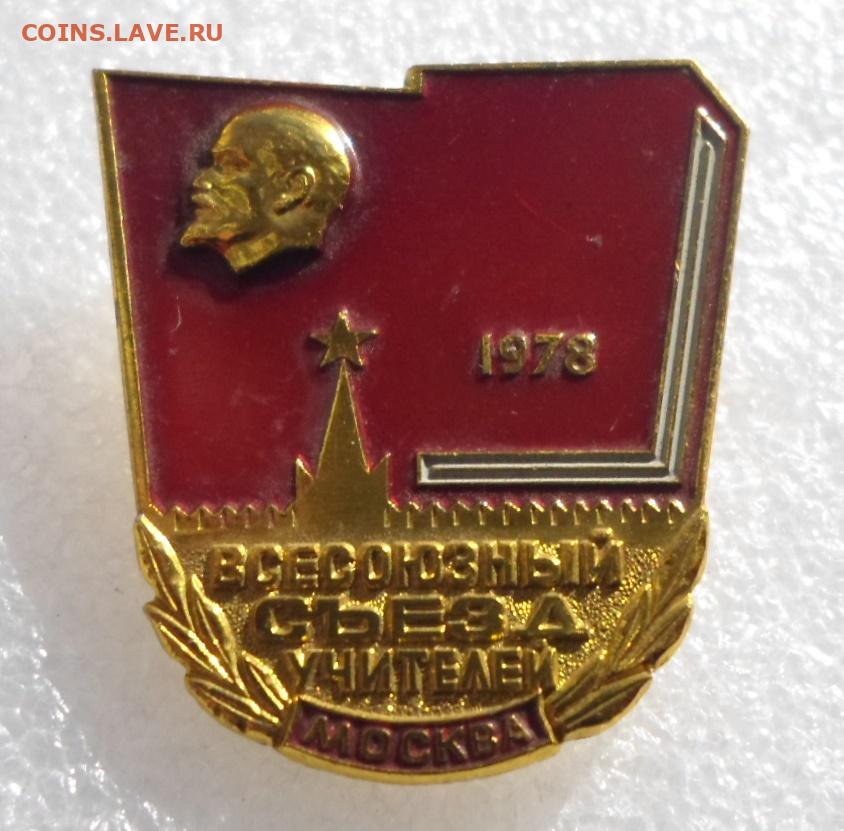 COINS.LAVE.RU
1978
ВСЕСОЮЗНЫЙ
СЪЕЗД
УЧИТЕЛЕЙ
МОСКВА